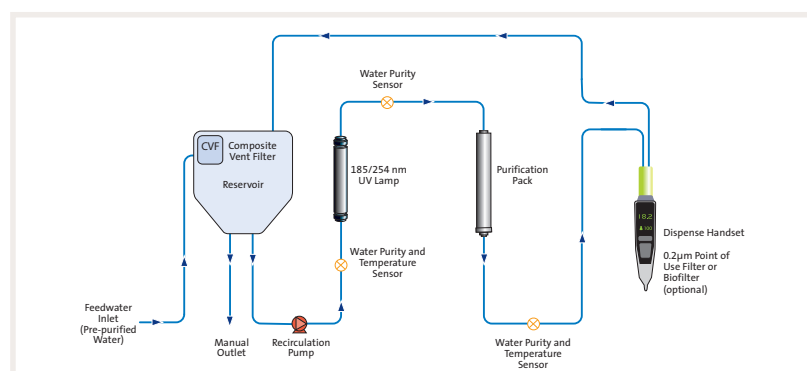 Water Purity
Sensor
CVF
Composite
Vent Filter
Reservoir
185/254 nm
UV Lamp
Purification
Pack
18.2
100
Dispense Handset
0.2µm Point of
Use Filter or
Biofilter
(optional)
Water Purity and
Temperature
Sensor
Feedwater
Inlet
(Pre-purified
Water)
Manual
Outlet
Recirculation
Pump
Water Purity and
Temperature
Sensor